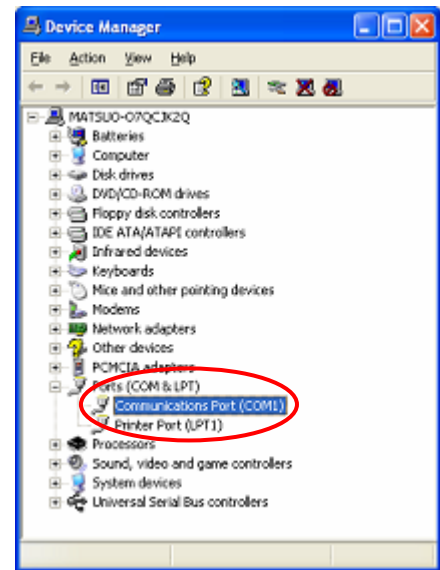 Device Manager
File Action View Help
MATSUO-O7QCJK2Q
Batteries
Computer
Disk drives
DVD/CD-ROM drives
Floppy disk controllers
IDE ATA/ATAPI controllers
Infrared devices
Keyboards
Mice and other pointing devices
Modems
Network adapters
Other devices
PCMCIA adapters
Ports (COM & LPT)
Communications Port (COM1)
Printer Port (LPT1)
Processors
Sound, video and game controllers
System devices
Universal Serial Bus controllers